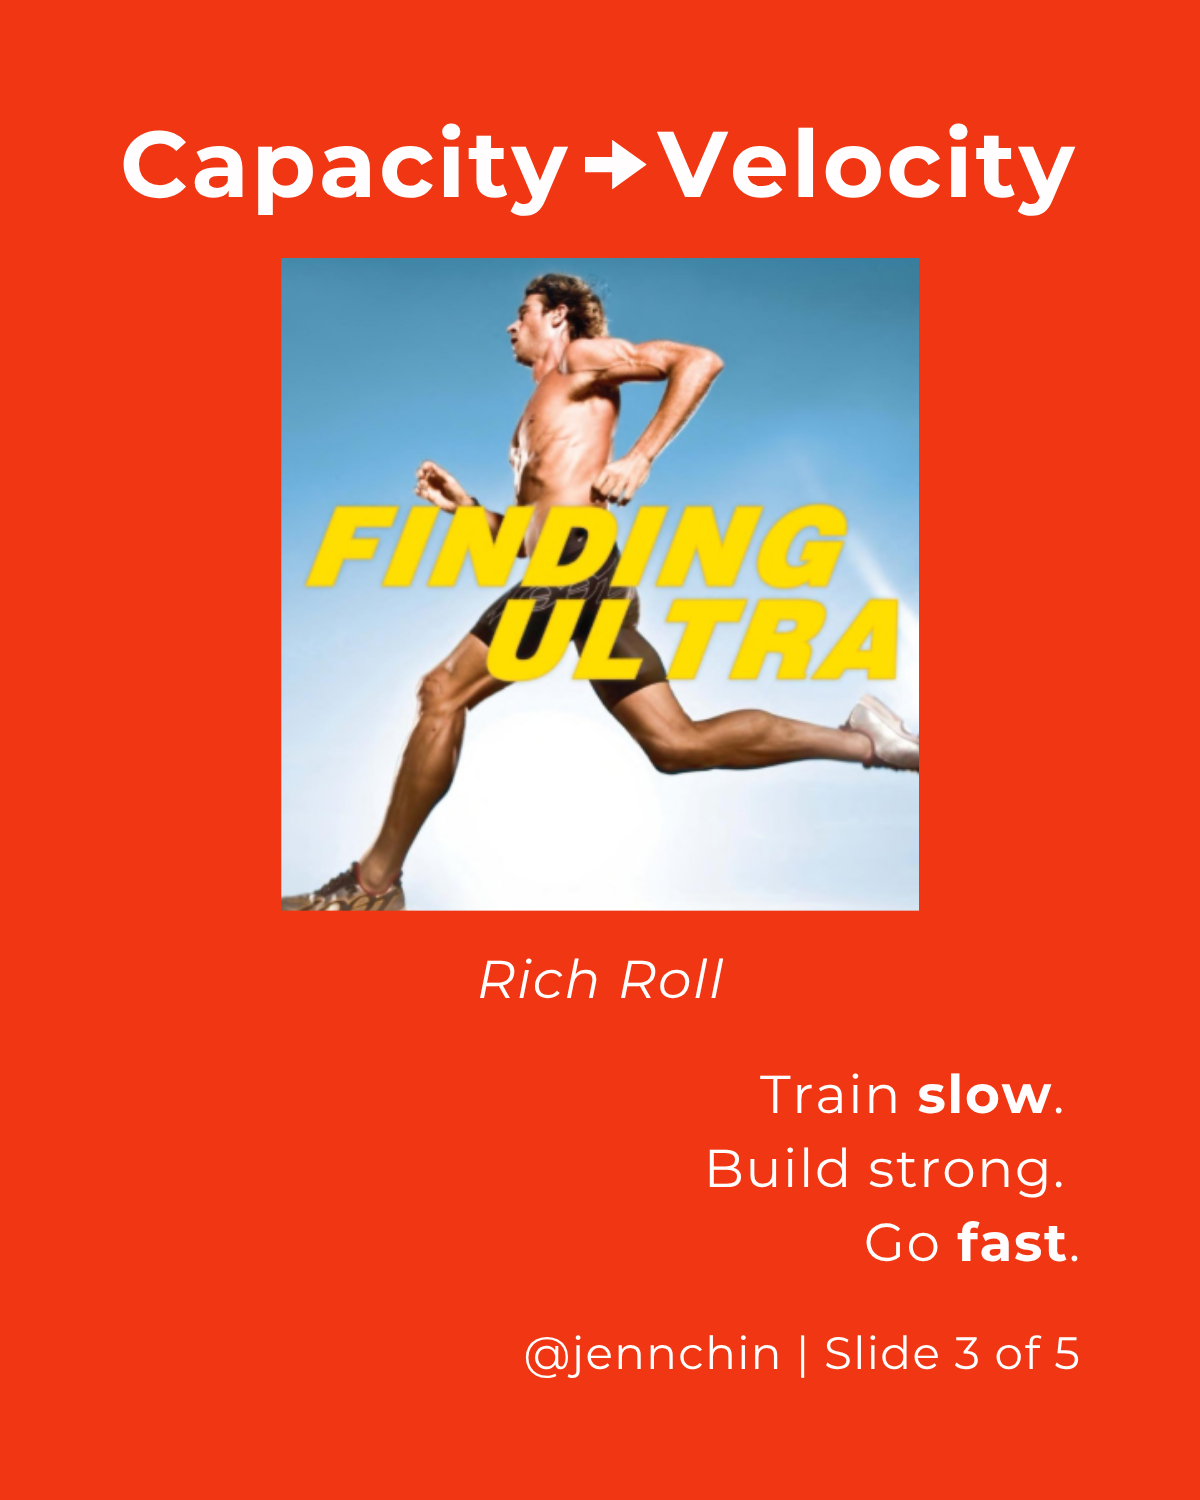 Capacity➜Velocity
FINDING
ULTRA
Rich Roll
Train slow.
Build strong.
Go fast.
@jennchin | Slide 3 of 5